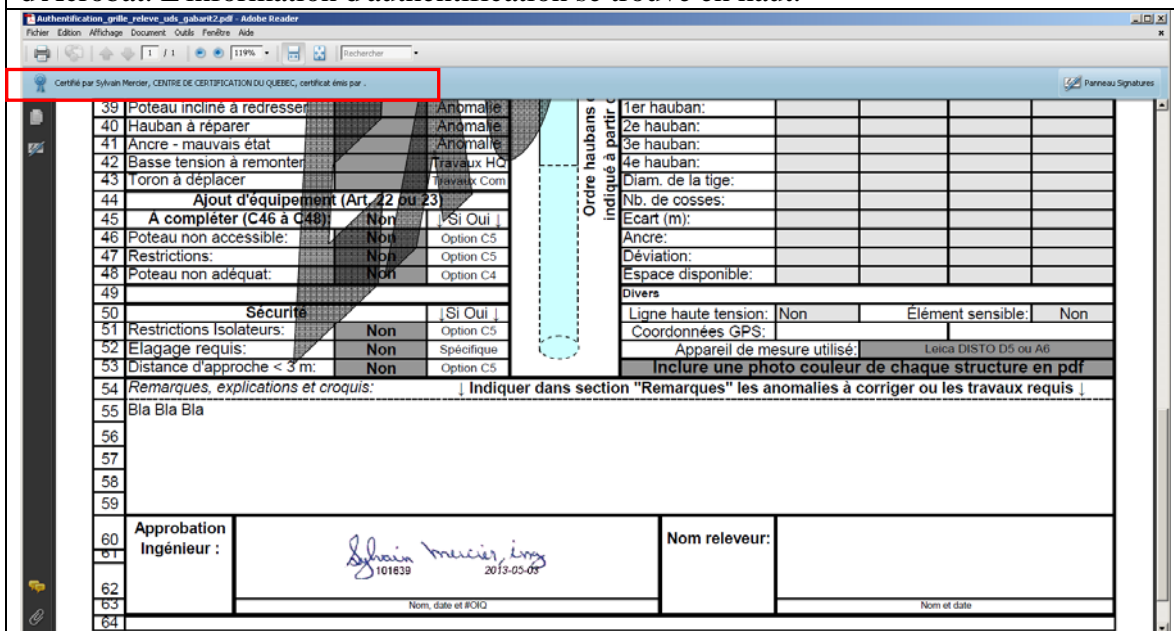 d'Acrobat. L'information d'authentification se trouve en haut.
Authentification_grille_releve_uds_gabarit2.pdf - Adobe Reader
Fichier Edition Affichage Document Outils Fenêtre Aide
1 / 1 119% Rechercher
Certifié par Sylvain Mercier, CENTRE DE CERTIFICATION DU QUEBEC, certificat émis par . Panneau Signatures
39 Poteau incliné à redresser Anomalie 1er hauban:
40 Hauban à réparer Anomalie 2e hauban:
41 Ancre - mauvais état Anomalie 3e hauban:
42 Basse tension à remonter Travaux HQ 4e hauban:
43 Toron à déplacer Travaux Com Diam. de la tige:
Ordre haubans
indiqué à partir
44 Ajout d'équipement (Art. 22 ou 23) Nb. de cosses:
45 A compléter (C46 à C48): Non ↓Si Oui ↓ Ecart (m):
46 Poteau non accessible: Non Option C5 Ancre:
47 Restrictions: Non Option C5 Déviation:
48 Poteau non adéquat: Non Option C4 Espace disponible:
49 Divers
50 Sécurité ↓Si Oui ↓ Ligne haute tension: Non Élément sensible: Non
51 Restrictions Isolateurs: Non Option C5 Coordonnées GPS:
52 Elagage requis: Non Spécifique Appareil de mesure utilisé: Leica DISTO D5 ou A6
53 Distance d'approche < 3 m: Non Option C5 Inclure une photo couleur de chaque structure en pdf
54 Remarques, explications et croquis: ↓ Indiquer dans section "Remarques" les anomalies à corriger ou les travaux requis ↓
55 Bla Bla Bla
56
57
58
59
60 Approbation Nom releveur:
61 Ingénieur : Sylvain Mercier, ing
101639 2013-05-03
62
63 Nom, date et #OIQ Nom et date
64